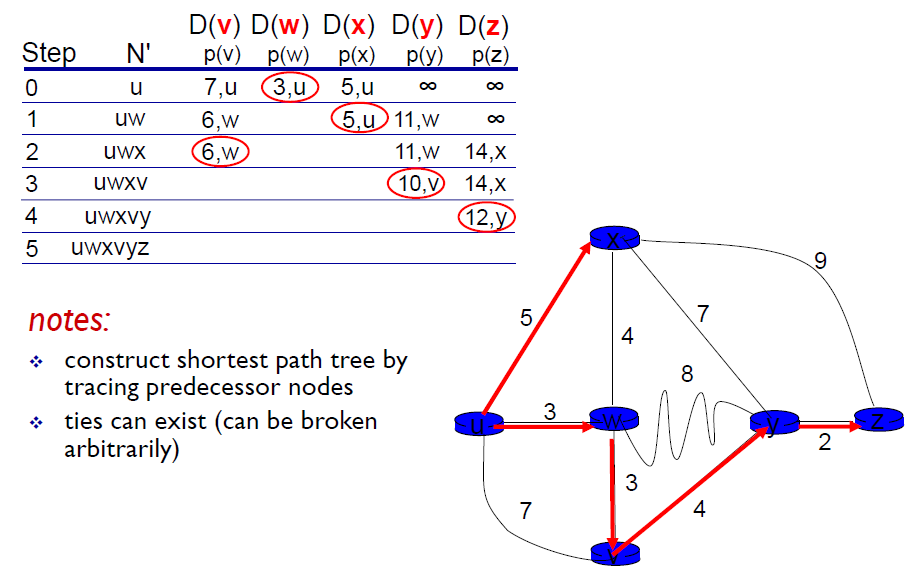 D(v) D(w) D(x) D(y) D(z)
Step N' p(v) p(w) p(x) p(y) p(z)
0 u 7,u 3,u 5,u ∞ ∞
1 uw 6,w 5,u 11,w ∞
2 uwx 6,w 11,w 14,x
3 uwxv 10,v 14,x
4 uwxvy 12,y
5 uwxvyz
notes:
construct shortest path tree by
tracing predecessor nodes
ties can exist (can be broken
arbitrarily)
x
9
5
7
4
8
u
3
w
y
z
2
3
7
4
v